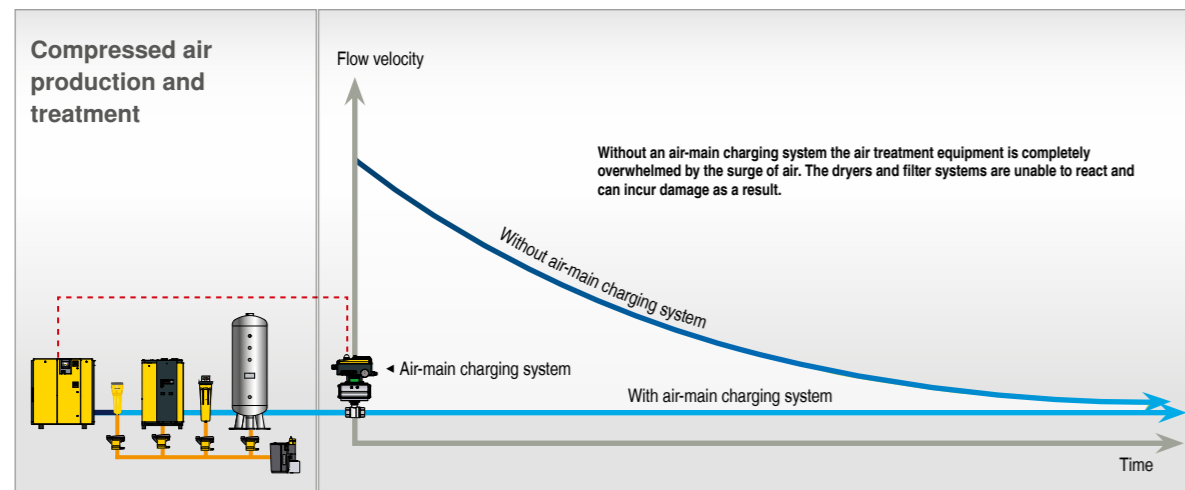 Compressed air
production and
treatment
Flow velocity
Without an air-main charging system the air treatment equipment is completely
overwhelmed by the surge of air. The dryers and filter systems are unable to react and
can incur damage as a result.
Without air-main charging system
Air-main charging system
With air-main charging system
Time